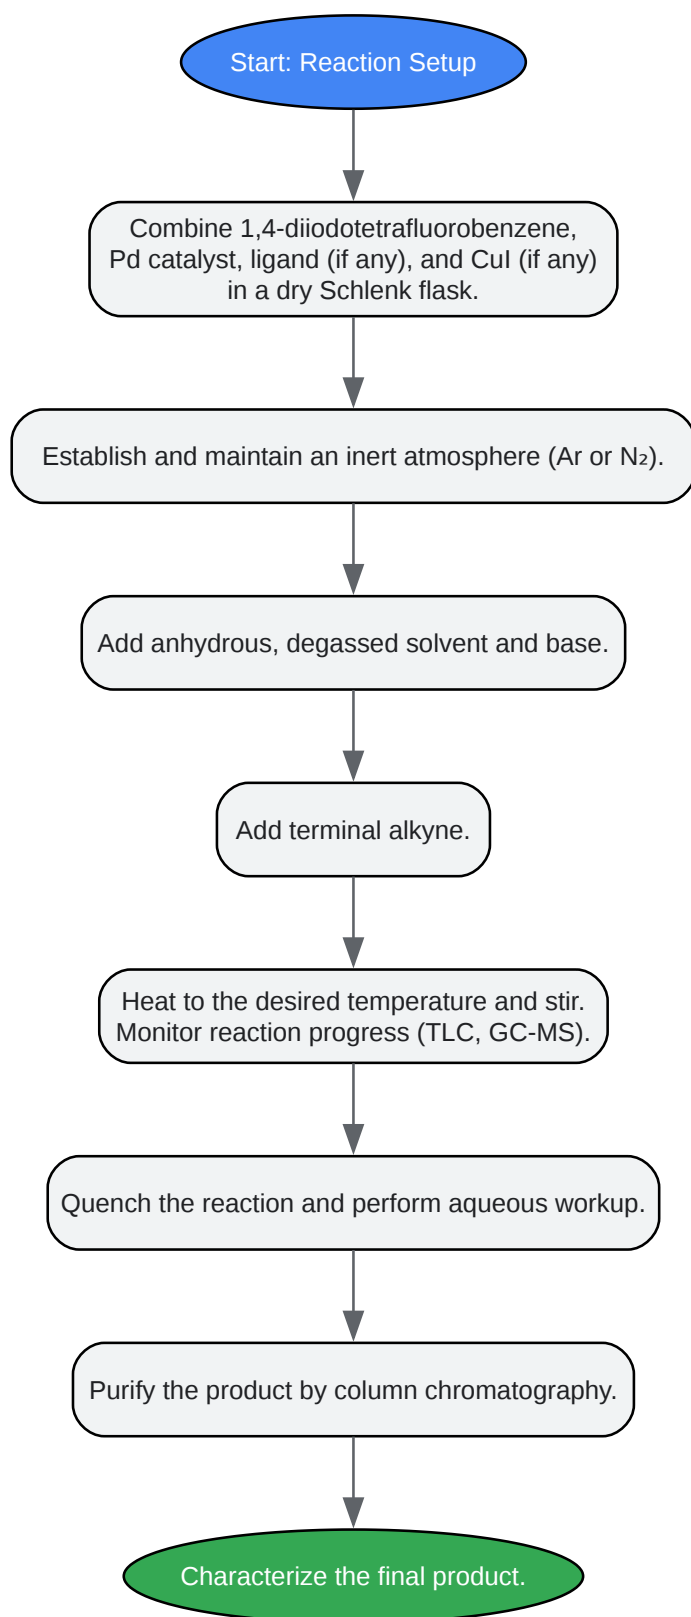 Start: Reaction Setup
Combine 1,4-diiodotetrafluorobenzene,
Pd catalyst, ligand (if any), and CuI (if any)
in a dry Schlenk flask.
Establish and maintain an inert atmosphere (Ar or N₂).
Add anhydrous, degassed solvent and base.
Add terminal alkyne.
Heat to the desired temperature and stir.
Monitor reaction progress (TLC, GC-MS).
Quench the reaction and perform aqueous workup.
Purify the product by column chromatography.
Characterize the final product.